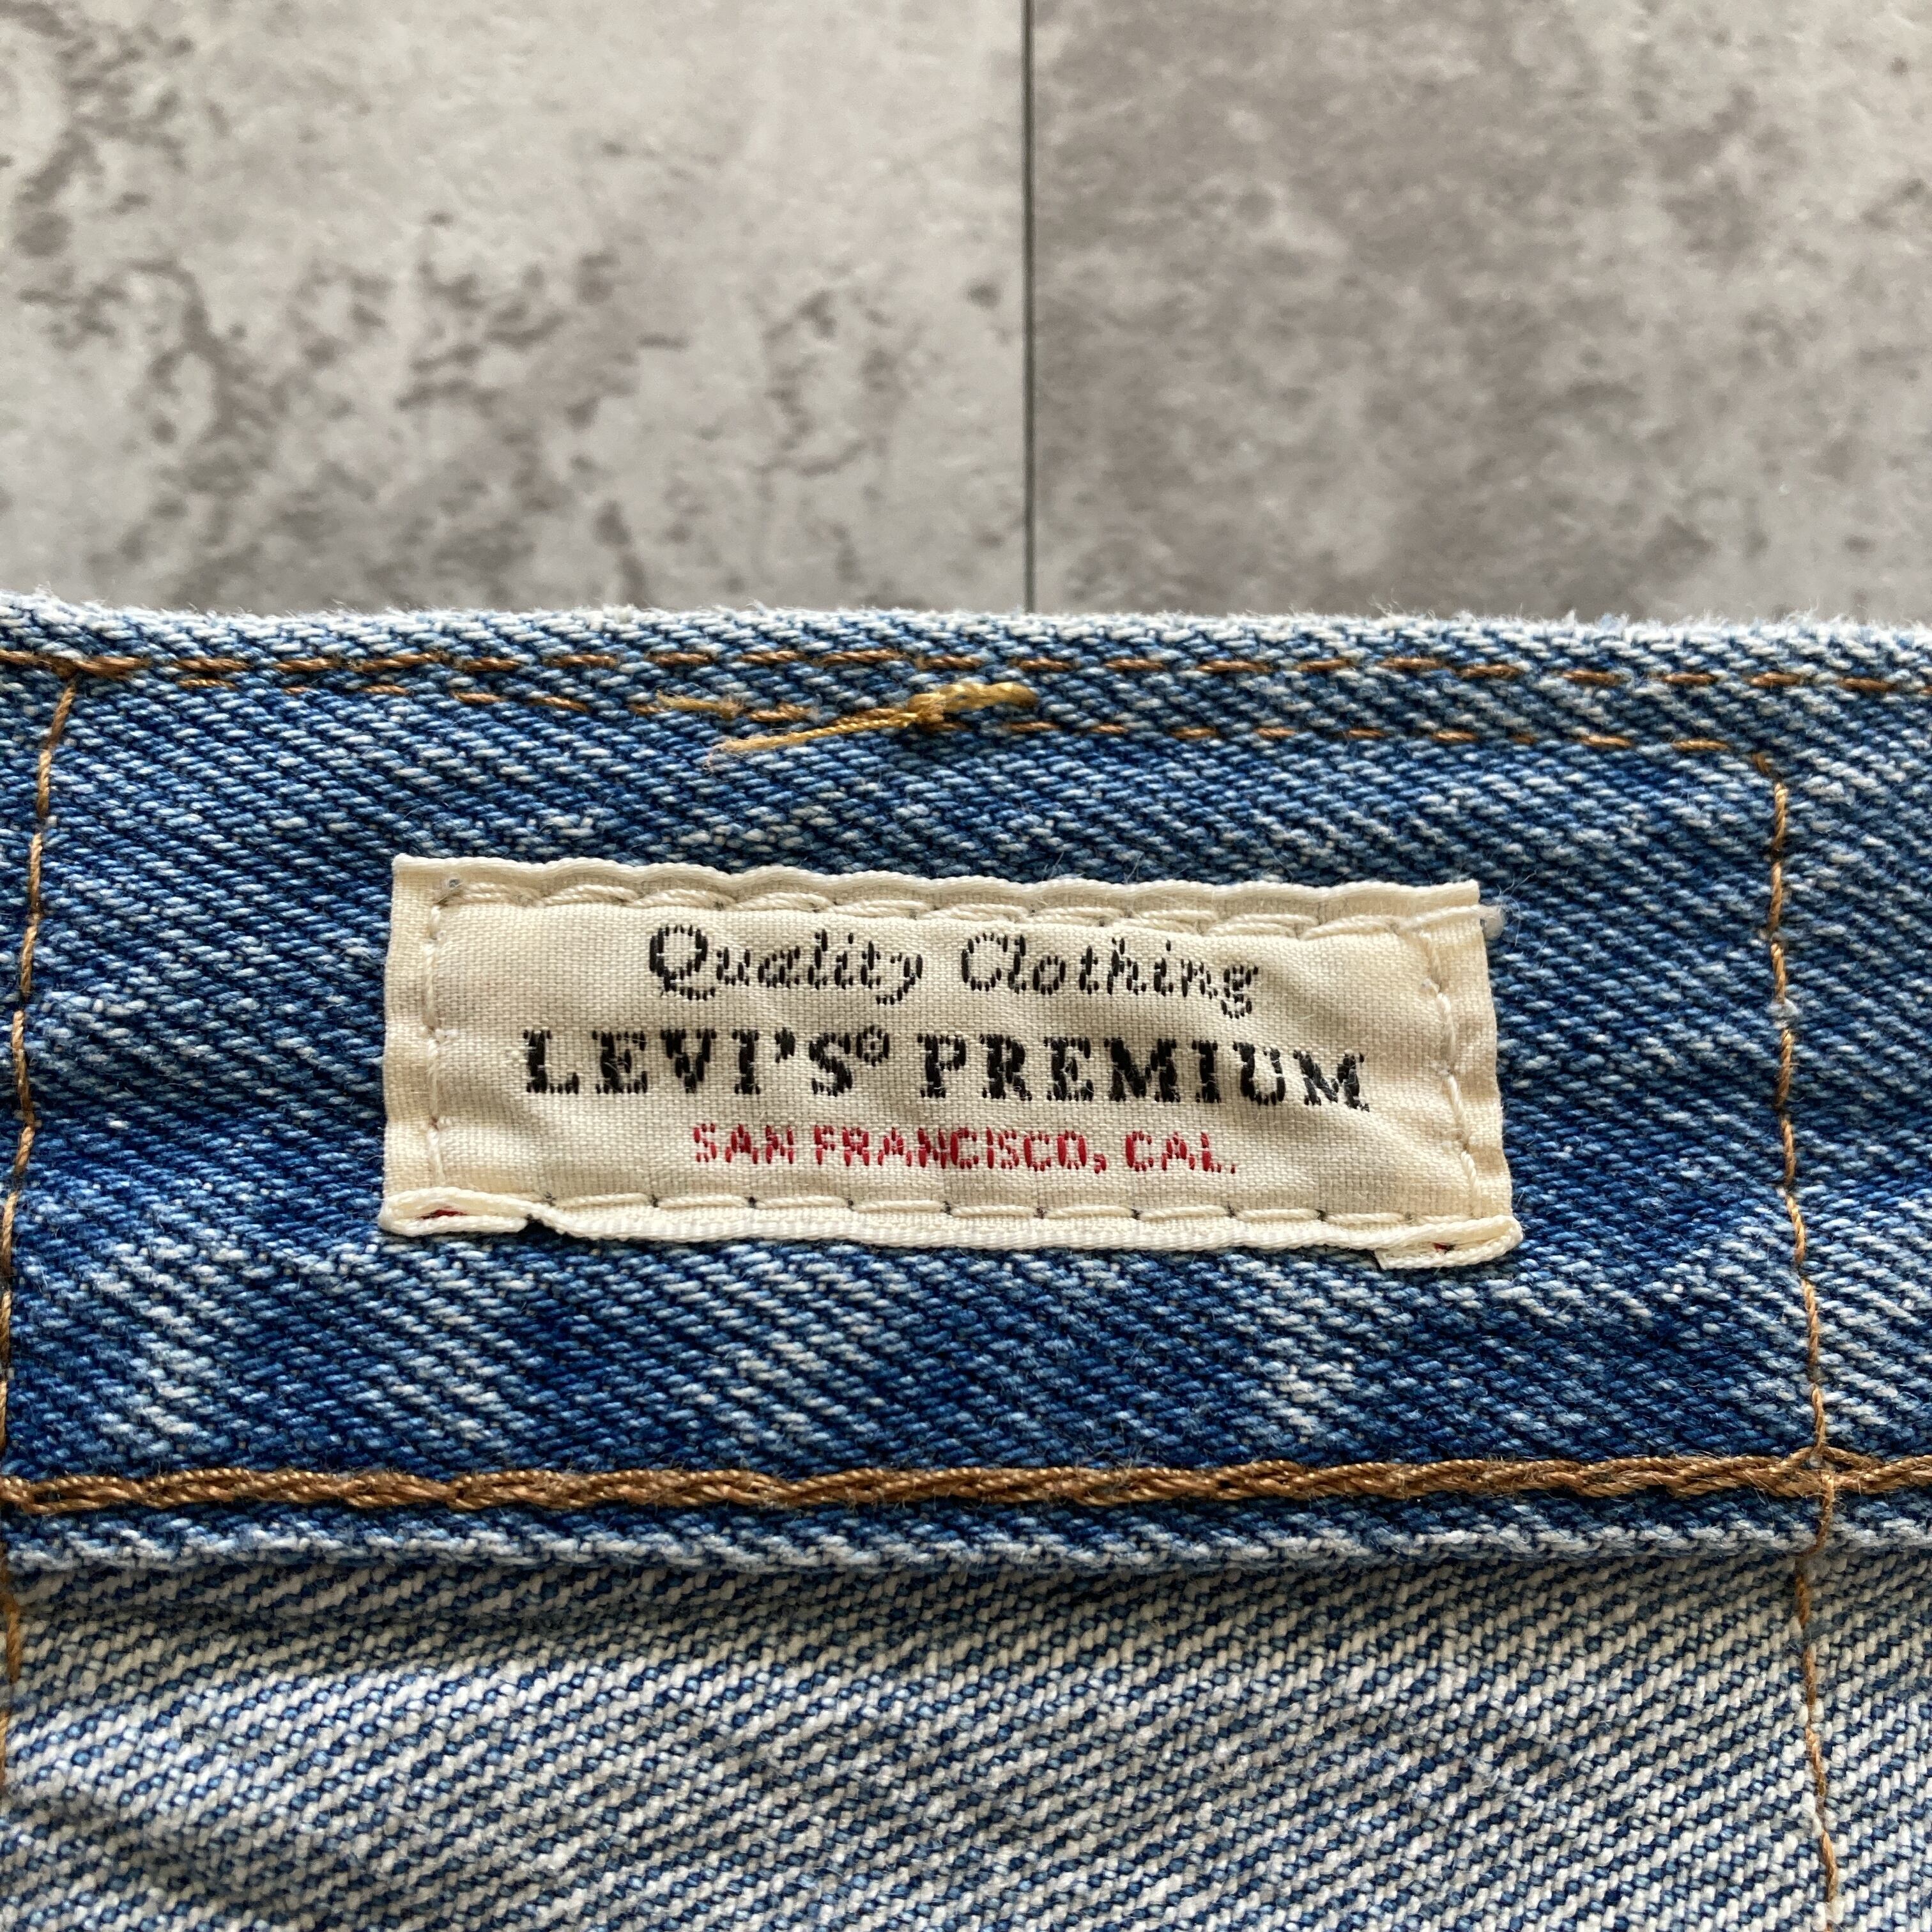 Quality Clothing
LEVI'S® PREMIUM
SAN FRANCISCO, CAL.